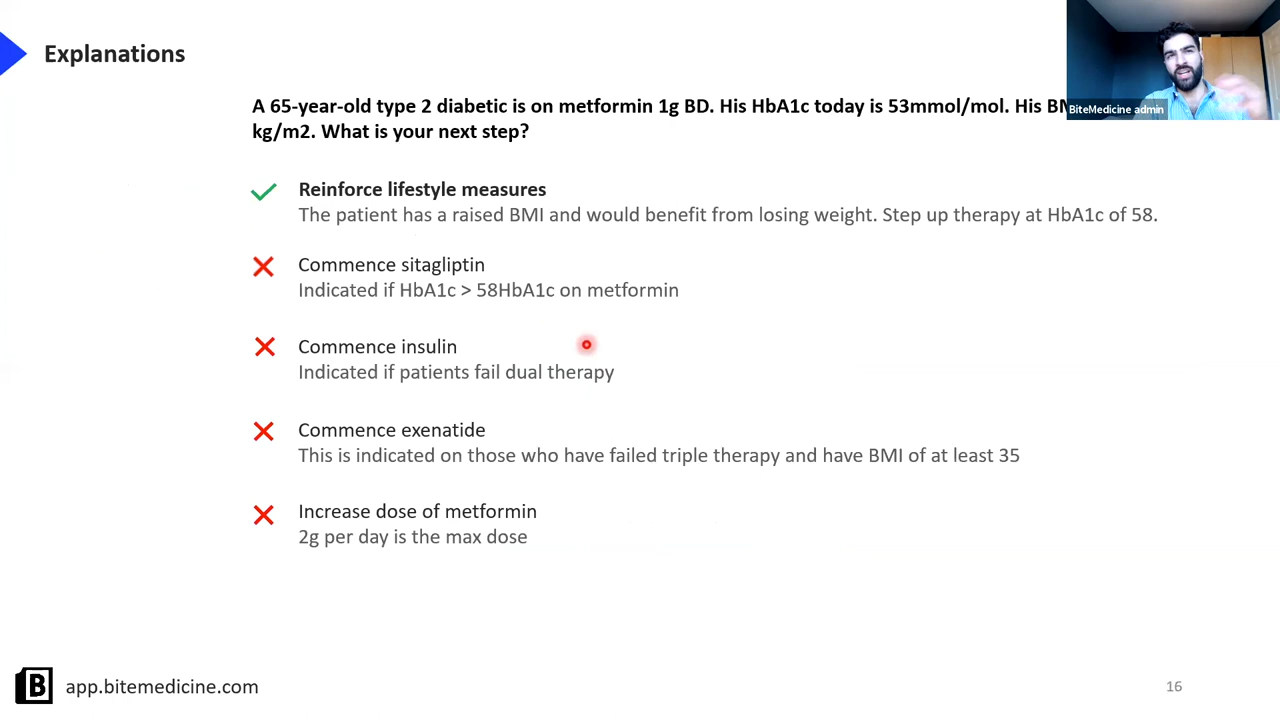 Explanations
A 65-year-old type 2 diabetic is on metformin 1g BD. His HbA1c today is 53mmol/mol. His
BiteMedicine admin
kg/m2. What is your next step?
Reinforce lifestyle measures
The patient has a raised BMI and would benefit from losing weight. Step up therapy at HbA1c of 58.
Commence sitagliptin
Indicated if HbA1c > 58HbA1c on metformin
Commence insulin
Indicated if patients fail dual therapy
Commence exenatide
This is indicated on those who have failed triple therapy and have BMI of at least 35
Increase dose of metformin
2g per day is the max dose
B app.bitemedicine.com
16